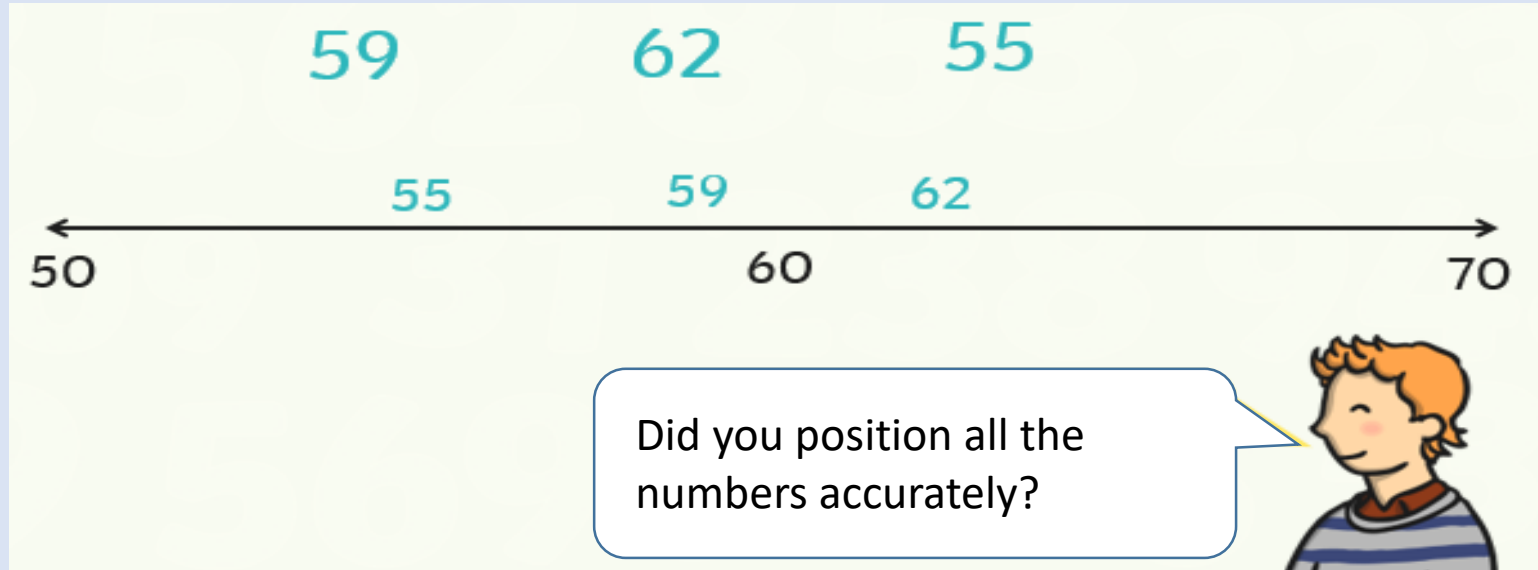 59 62 55
55 59 62
50 60 70
Did you position all the
numbers accurately?